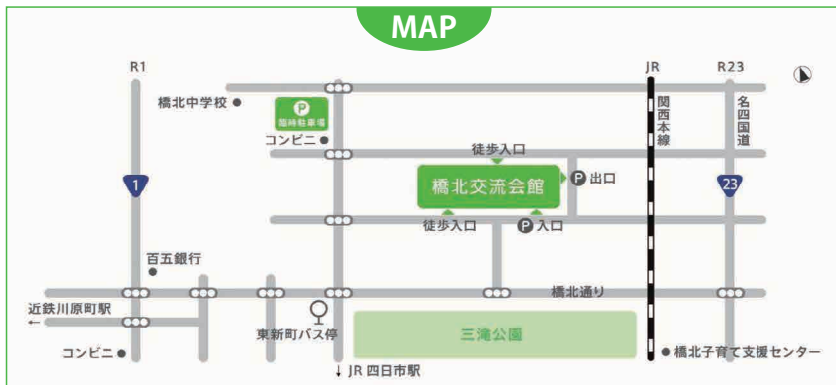 MAP
R1
JR
R23
橋北中学校
P
臨時駐車場
コンビニ
関西本線
名四国道
徒歩入口
橋北交流会館
P 出口
1
23
徒歩入口
P 入口
百五銀行
橋北通り
近鉄川原町駅
←
東新町バス停
三滝公園
コンビニ
橋北子育て支援センター
↓ JR 四日市駅